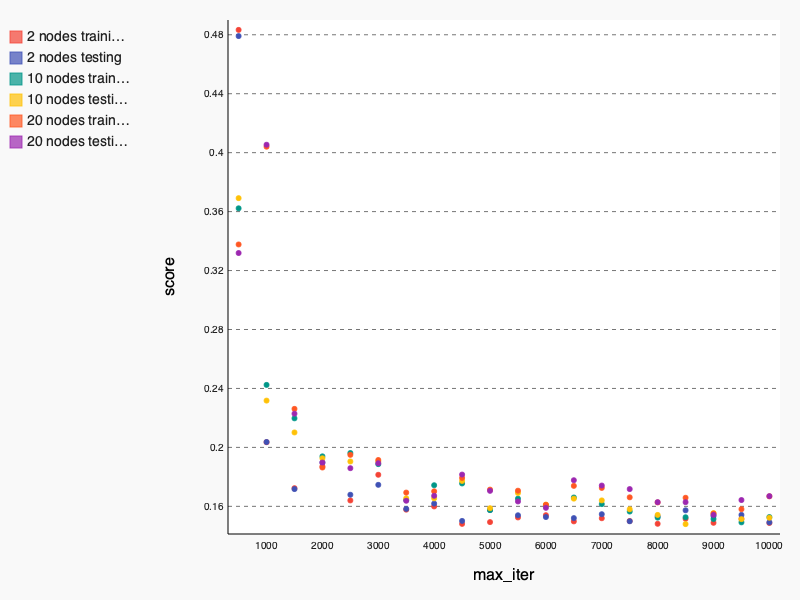 2 nodes traini…
2 nodes testing
10 nodes train…
10 nodes testi…
20 nodes train…
20 nodes testi…
score
0.48
0.44
0.4
0.36
0.32
0.28
0.24
0.2
0.16
1000 2000 3000 4000 5000 6000 7000 8000 9000 10000
max_iter